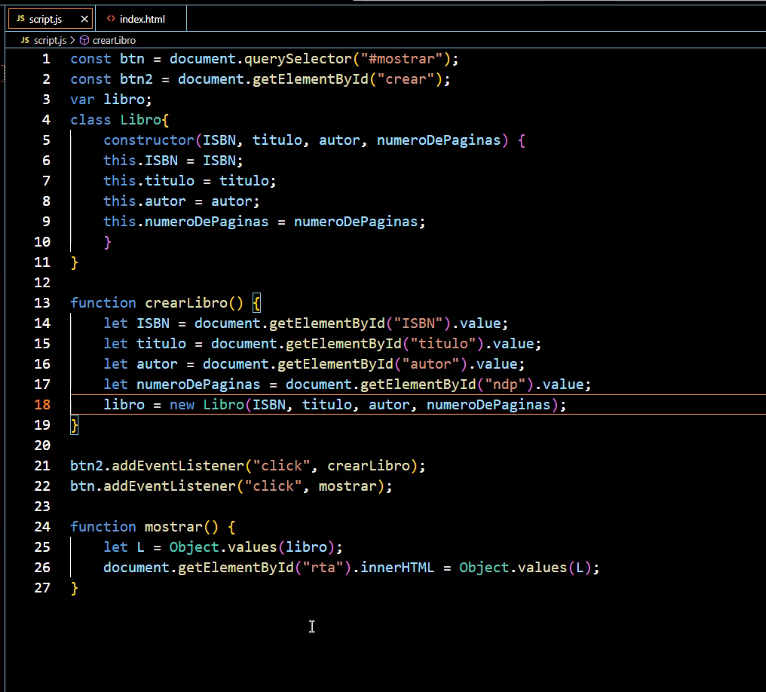 JS script.js × <> index.html
JS script.js > crearLibro
1 const btn = document.querySelector("#mostrar");
2 const btn2 = document.getElementById("crear");
3 var libro;
4 class Libro{
5 constructor(ISBN, titulo, autor, numeroDePaginas) {
6 this.ISBN = ISBN;
7 this.titulo = titulo;
8 this.autor = autor;
9 this.numeroDePaginas = numeroDePaginas;
10 }
11 }
12
13 function crearLibro() {
14 let ISBN = document.getElementById("ISBN").value;
15 let titulo = document.getElementById("titulo").value;
16 let autor = document.getElementById("autor").value;
17 let numeroDePaginas = document.getElementById("ndp").value;
18 libro = new Libro(ISBN, titulo, autor, numeroDePaginas);
19 }
20
21 btn2.addEventListener("click", crearLibro);
22 btn.addEventListener("click", mostrar);
23
24 function mostrar() {
25 let L = Object.values(libro);
26 document.getElementById("rta").innerHTML = Object.values(L);
27 }